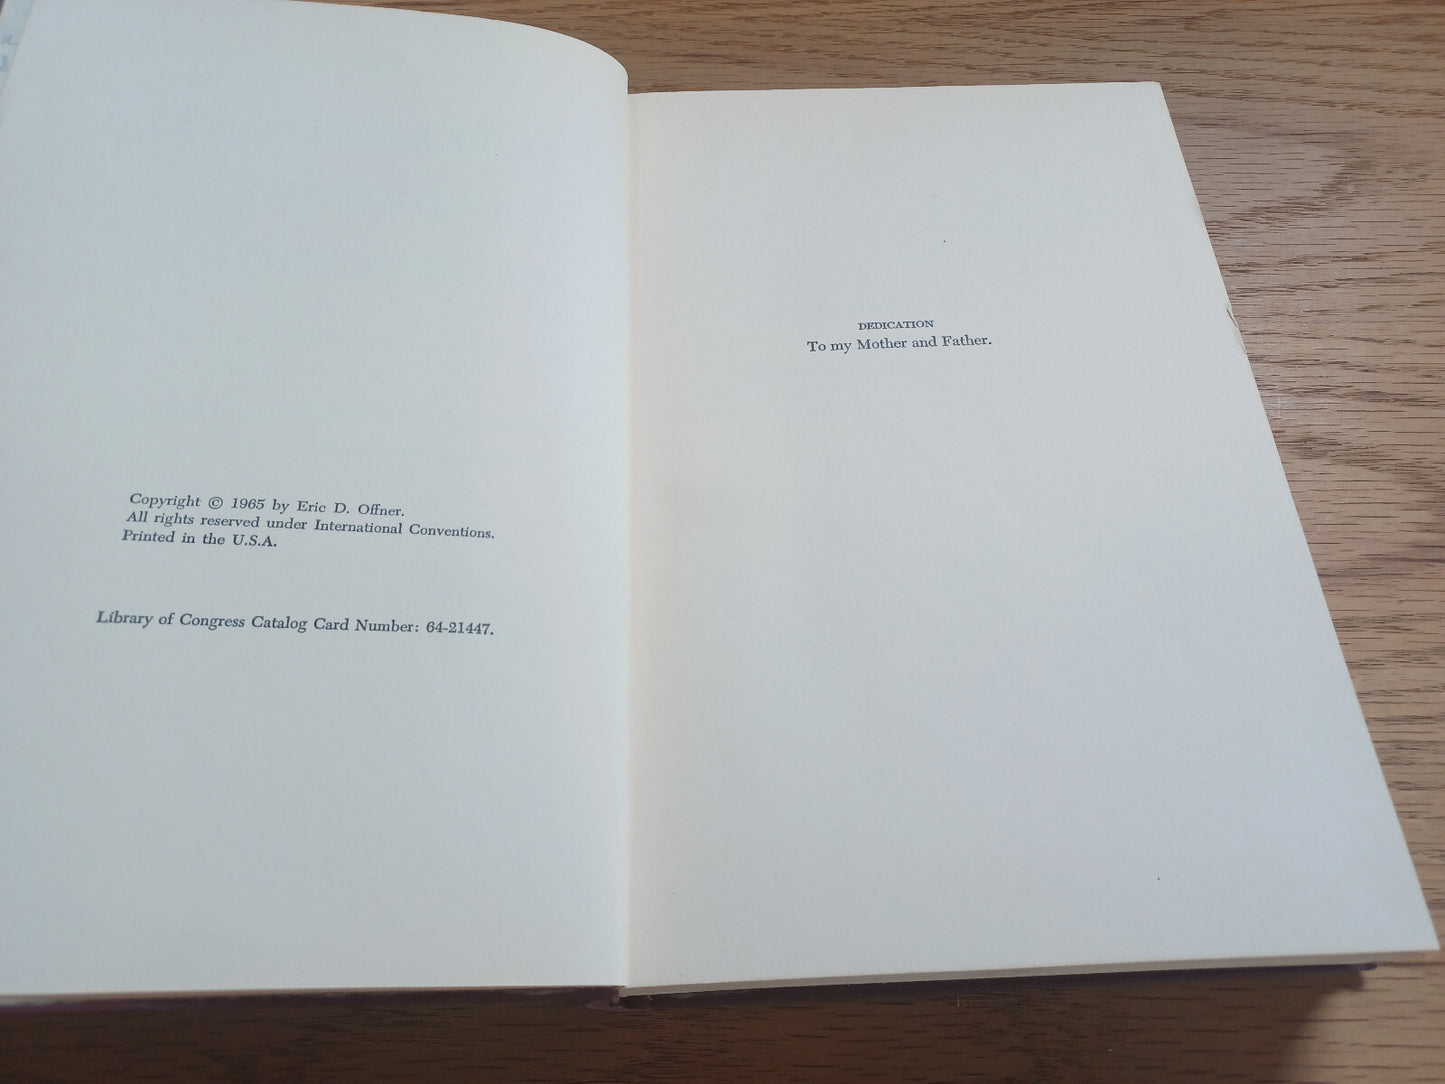 Copyright © 1965 by Eric D. Offner.
All rights reserved under International Conventions.
Printed in the U.S.A.
Library of Congress Catalog Card Number: 64-21447.
DEDICATION
To my Mother and Father.